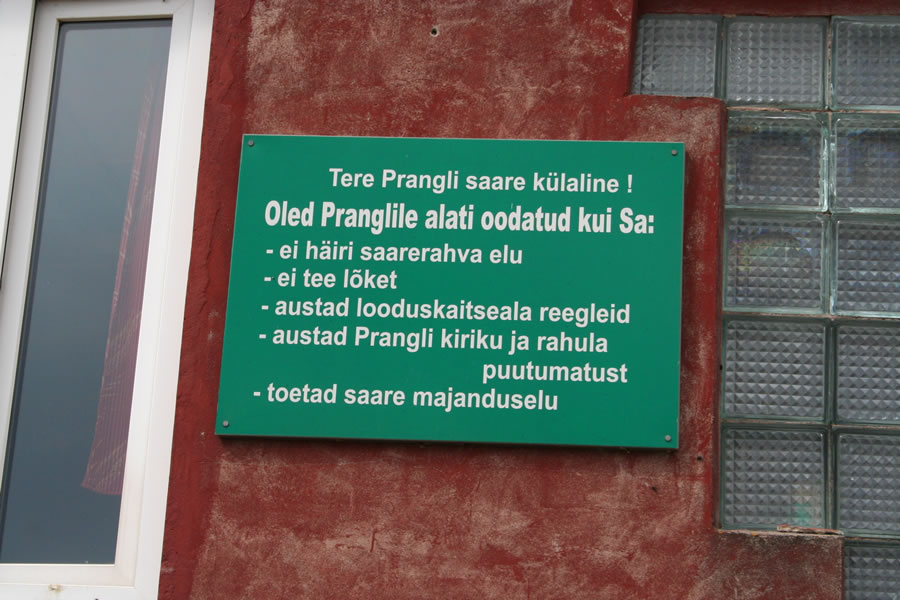 Tere Prangli saare külaline !
Oled Pranglile alati oodatud kui Sa:
- ei häiri saarerahva elu
- ei tee lõket
- austad looduskaitseala reegleid
- austad Prangli kiriku ja rahula
puutumatust
- toetad saare majanduselu